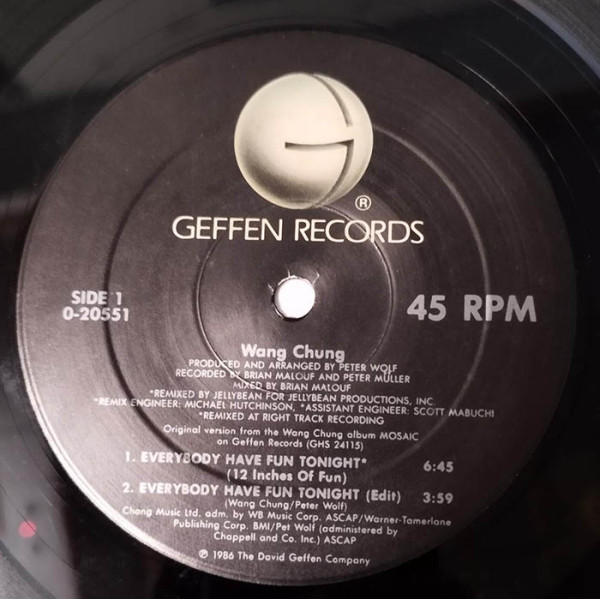 G
®
GEFFEN RECORDS
SIDE 1
0-20551
45 RPM
Wang Chung
PRODUCED AND ARRANGED BY PETER WOLF
RECORDED BY BRIAN MALOUF AND PETER MÜLLER
MIXED BY BRIAN MALOUF
*REMIXED BY JELLYBEAN FOR JELLYBEAN PRODUCTIONS, INC.
*REMIX ENGINEER: MICHAEL HUTCHINSON, *ASSISTANT ENGINEER: SCOTT MABUCHI
*REMIXED AT RIGHT TRACK RECORDING
Original version from the Wang Chung album MOSAIC
on Geffen Records (GHS 24115)
1. EVERYBODY HAVE FUN TONIGHT* 6:45
(12 Inches Of Fun)
2. EVERYBODY HAVE FUN TONIGHT (Edit) 3:59
(Wang Chung/Peter Wolf)
Chong Music Ltd. adm. by WB Music Corp. ASCAP/Warner-Tamerlane
Publishing Corp. BMI/Pet Wolf (administered by
Chappell and Co. Inc.) ASCAP
℗ 1986 The David Geffen Company